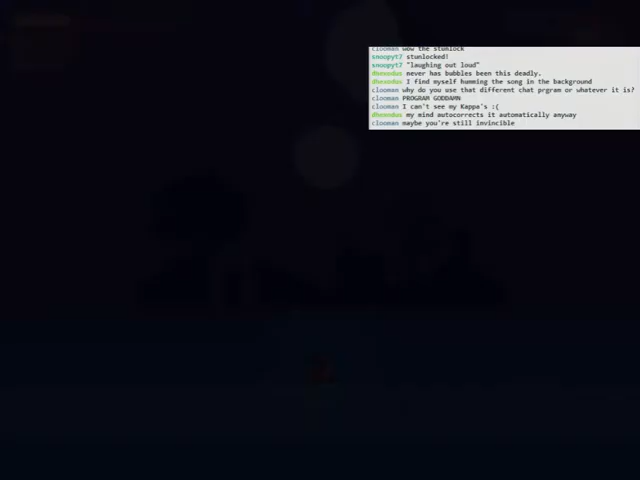 clooman wow the stunlock
snoopyt7 stunlocked!
snoopyt7 "laughing out loud"
dhexodus never has bubbles been this deadly.
dhexodus I find myself humming the song in the background
clooman why do you use that different chat prgram or whatever it is?
clooman PROGRAM GODDAMN
clooman I can't see my Kappa's :(
dhexodus my mind autocorrects it automatically anyway
clooman maybe you're still invincible